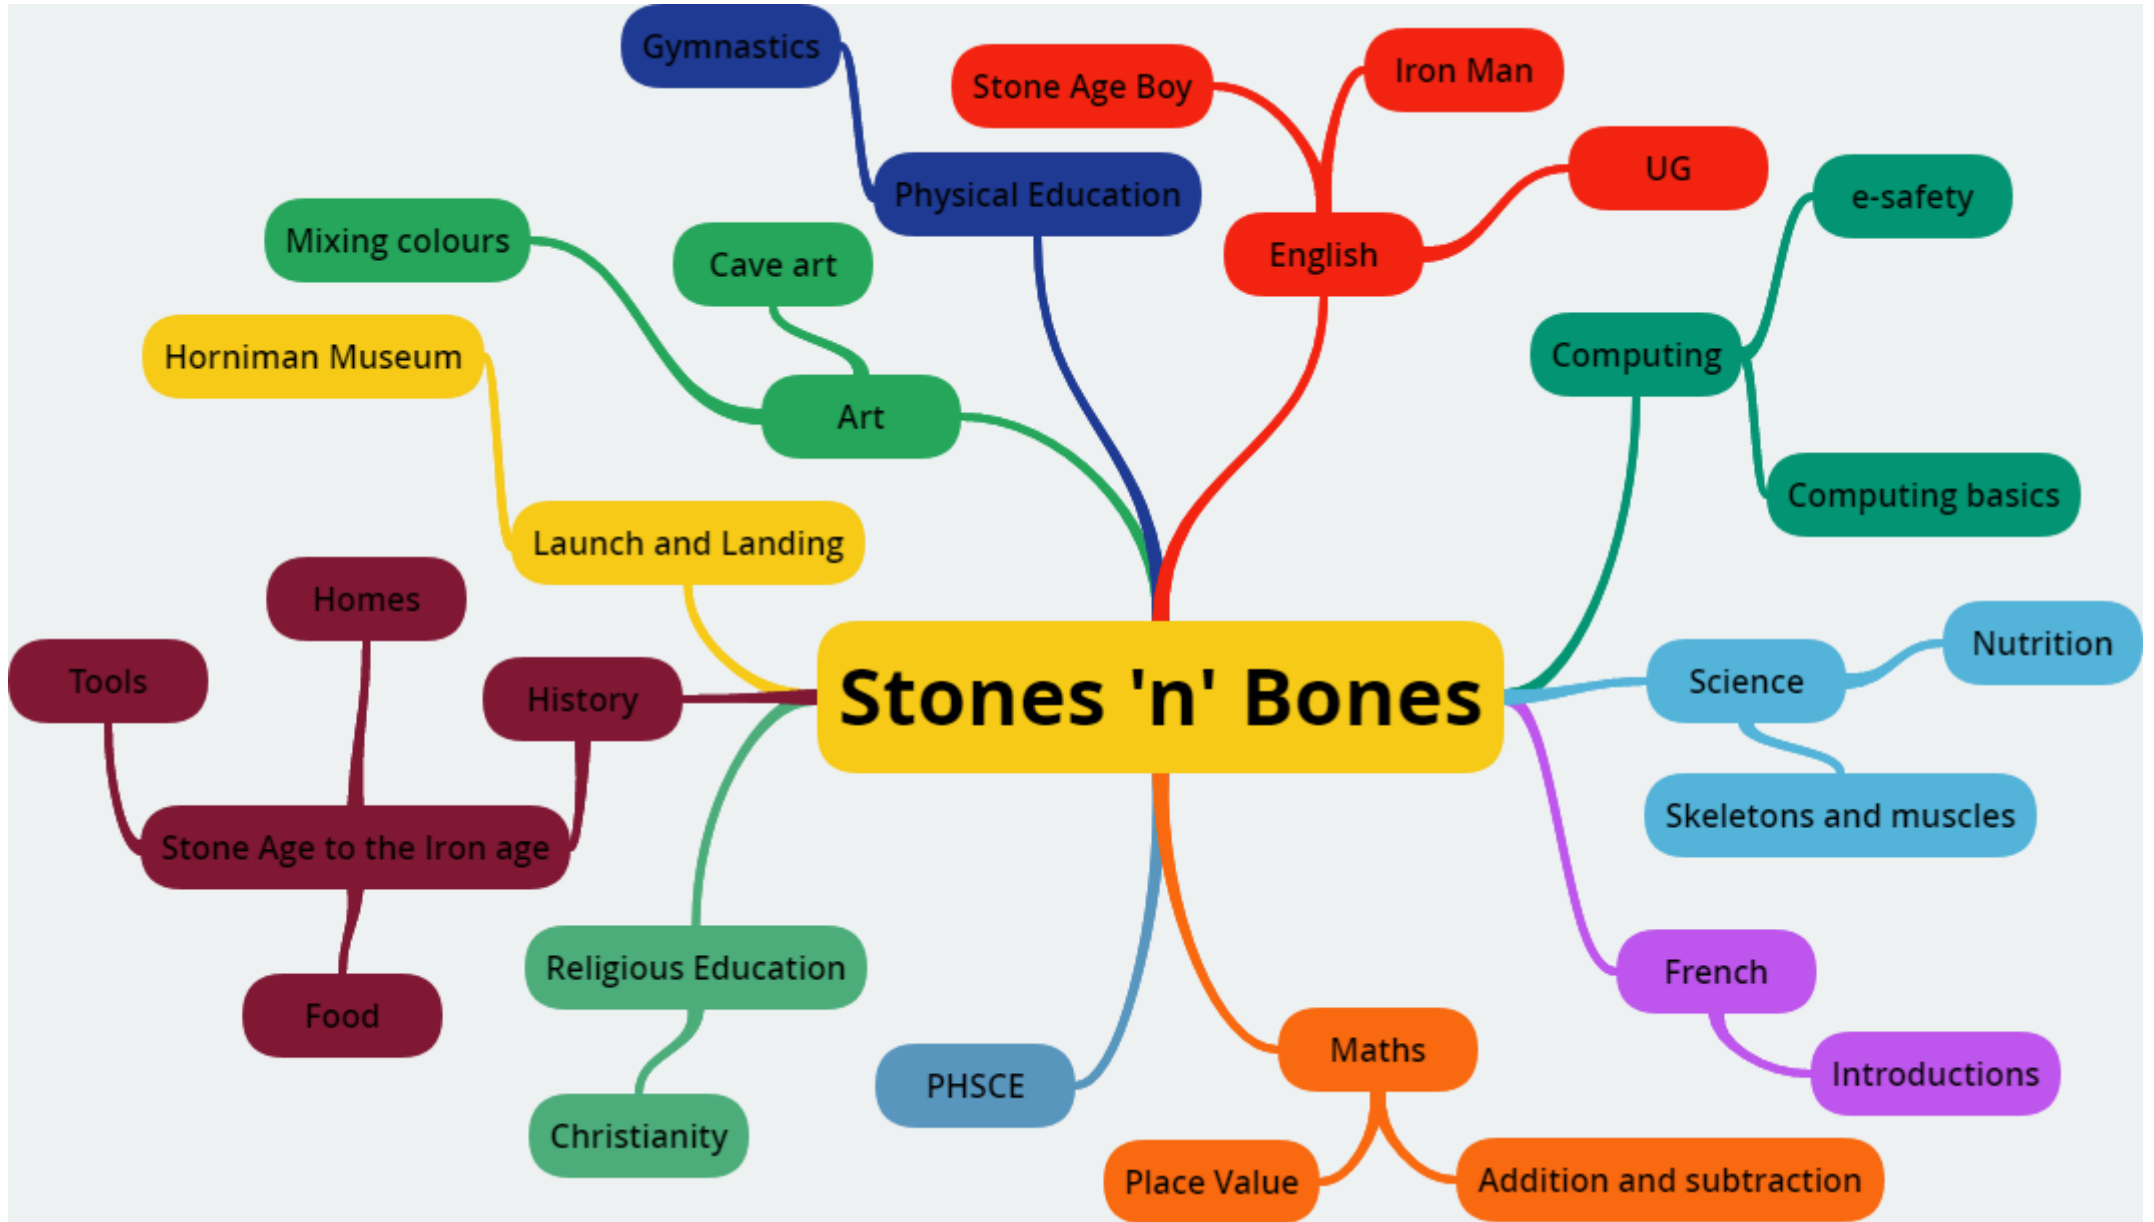 Gymnastics
Stone Age Boy
Iron Man
UG
e-safety
Physical Education
Mixing colours
Cave art
English
Computing
Horniman Museum
Art
Computing basics
Launch and Landing
Homes
Tools
History
Stones 'n' Bones
Science
Nutrition
Skeletons and muscles
Stone Age to the Iron age
Religious Education
French
Food
PHSCE
Maths
Introductions
Christianity
Place Value
Addition and subtraction